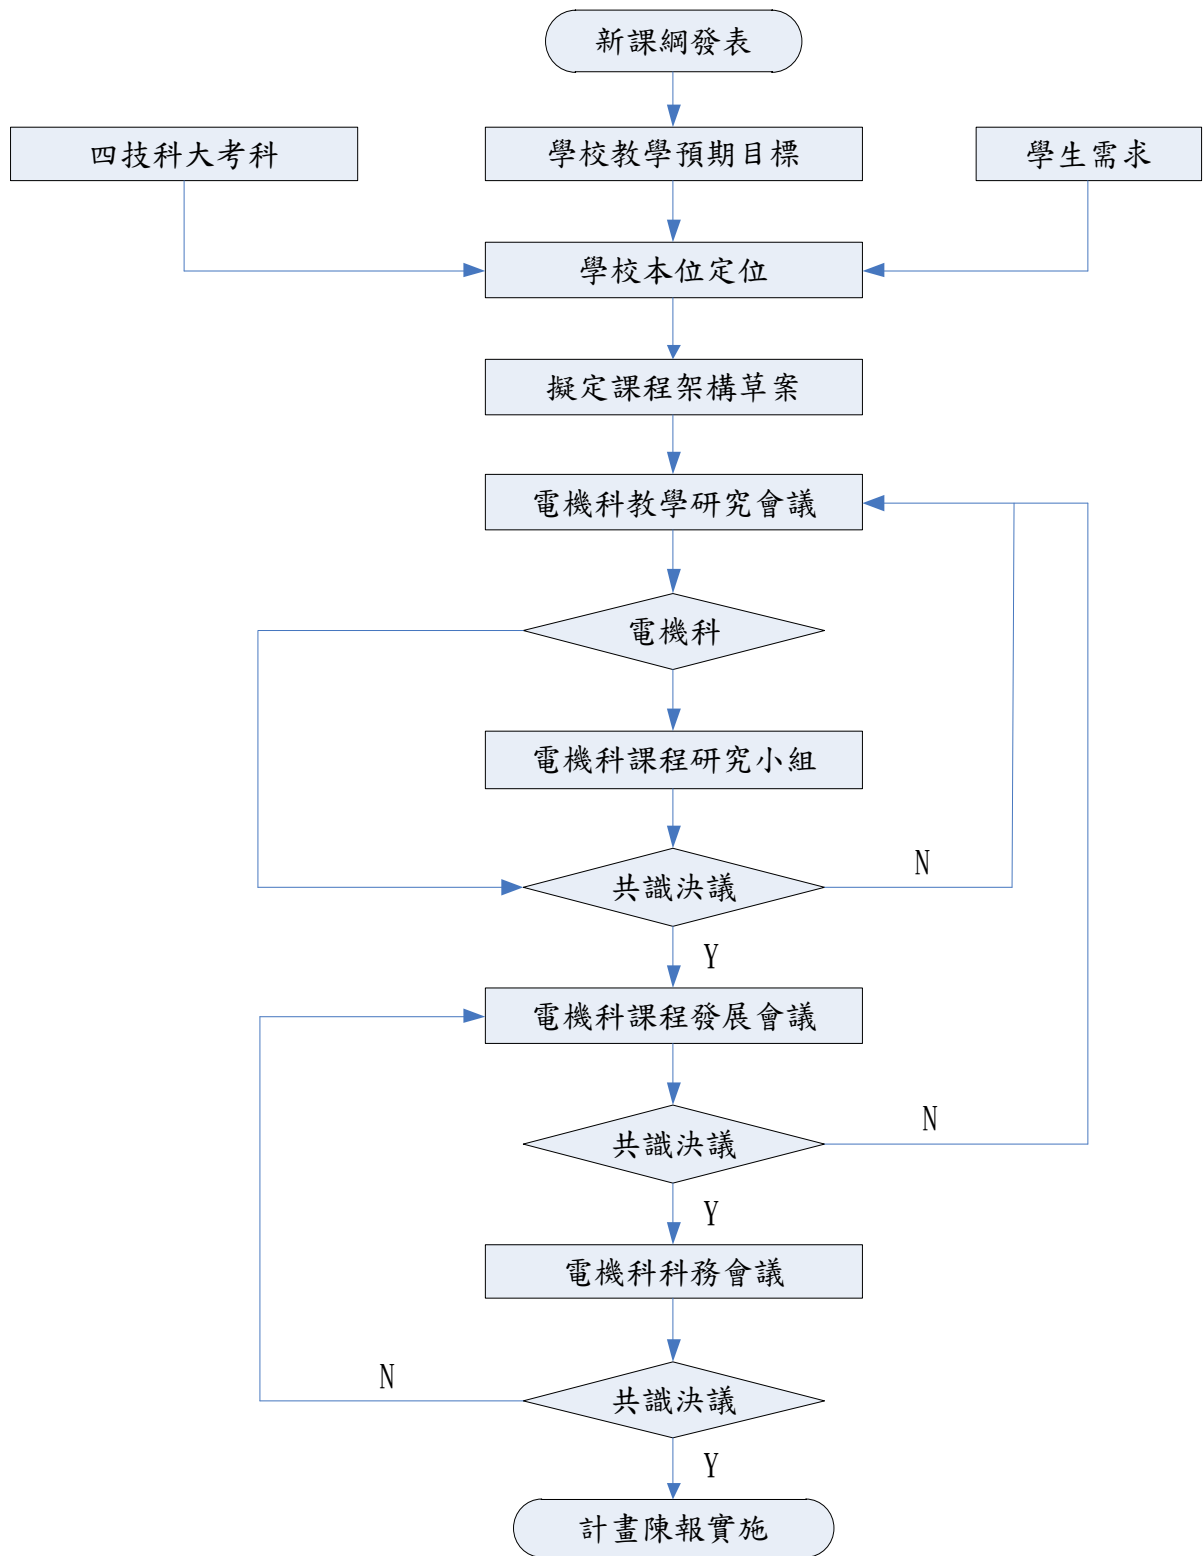 新課綱發表
四技科大考科
學校教學預期目標
學生需求
學校本位定位
擬定課程架構草案
電機科教學研究會議
電機科
電機科課程研究小組
共識決議
N
Y
電機科課程發展會議
共識決議
N
Y
電機科科務會議
N
共識決議
Y
計畫陳報實施